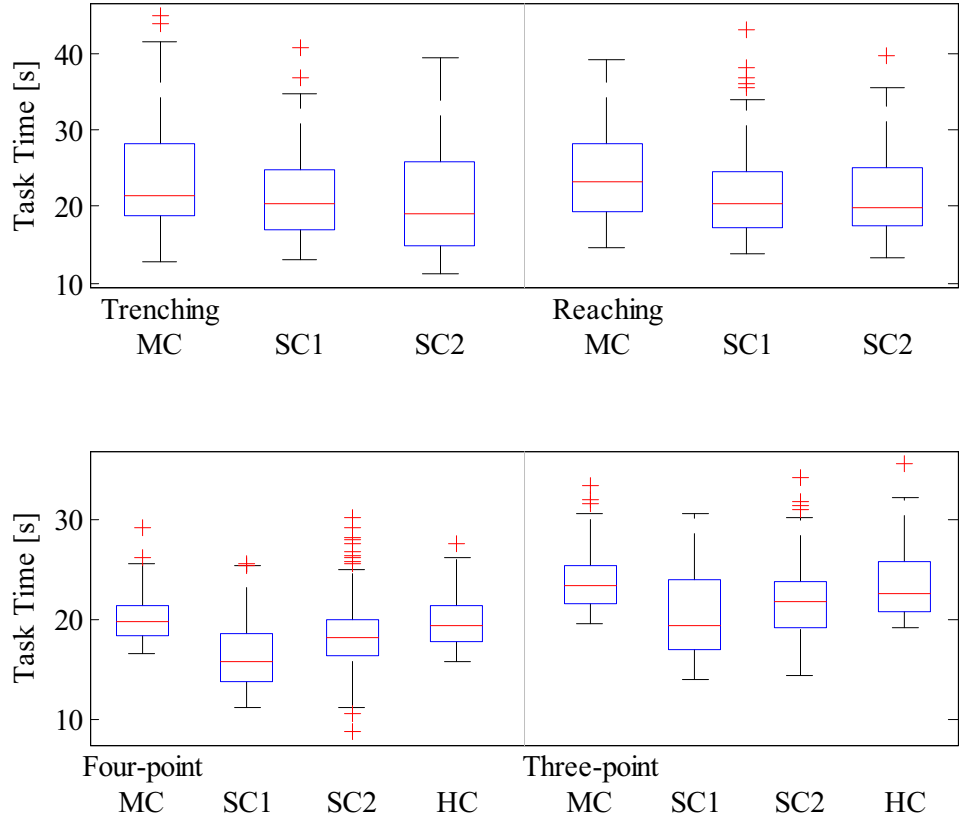 Task Time [s]
40
30
20
10
Trenching Reaching
MC SC1 SC2 MC SC1 SC2
Task Time [s]
30
20
10
Four-point Three-point
MC SC1 SC2 HC MC SC1 SC2 HC